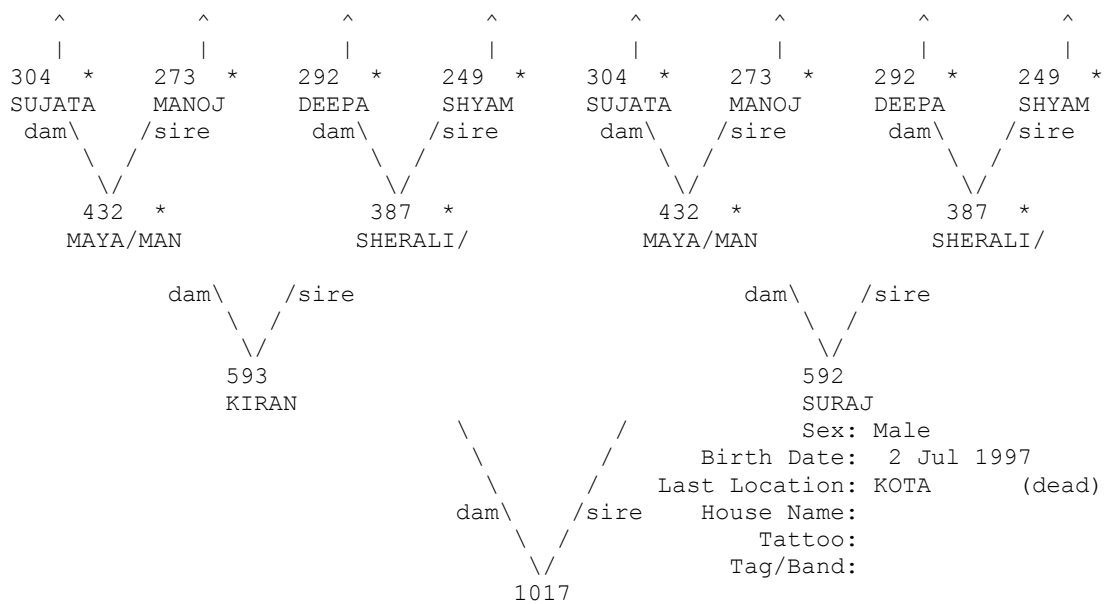 ^ ^ ^ ^ ^ ^ ^ ^
| | | | | | | |
304 * 273 * 292 * 249 * 304 * 273 * 292 * 249 *
SUJATA MANOJ DEEPA SHYAM SUJATA MANOJ DEEPA SHYAM
dam\ /sire dam\ /sire dam\ /sire dam\ /sire
\ / \ / \ / \ /
\/ \/ \/ \/
432 * 387 * 432 * 387 *
MAYA/MAN SHERALI/ MAYA/MAN SHERALI/
dam\ /sire dam\ /sire
\ / \ /
\/ \/
593 592
KIRAN SURAJ
\ / Sex: Male
\ / Birth Date: 2 Jul 1997
\ / Last Location: KOTA (dead)
dam\ /sire House Name:
\ / Tattoo:
\/ Tag/Band:
1017